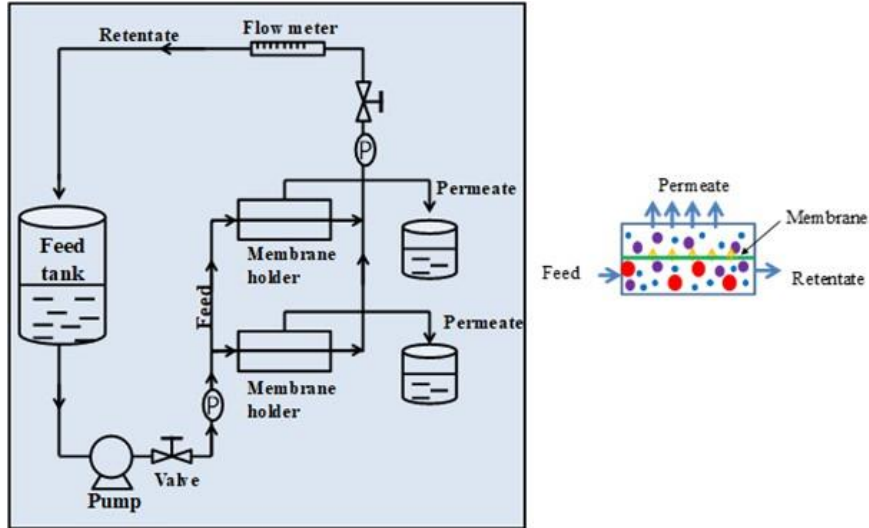 Flow meter
Retentate
P
Permeate
Feed
tank
Membrane
holder
Feed
Permeate
Membrane
holder
P
Valve
Pump
Permeate
Membrane
Feed
Retentate